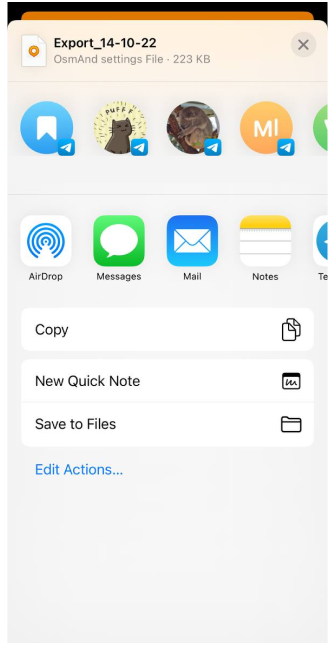 Export_14-10-22
OsmAnd settings File · 223 KB
PUFFF
MI
AirDrop
Messages
Mail
Notes
Te
Copy
New Quick Note
Save to Files
Edit Actions...